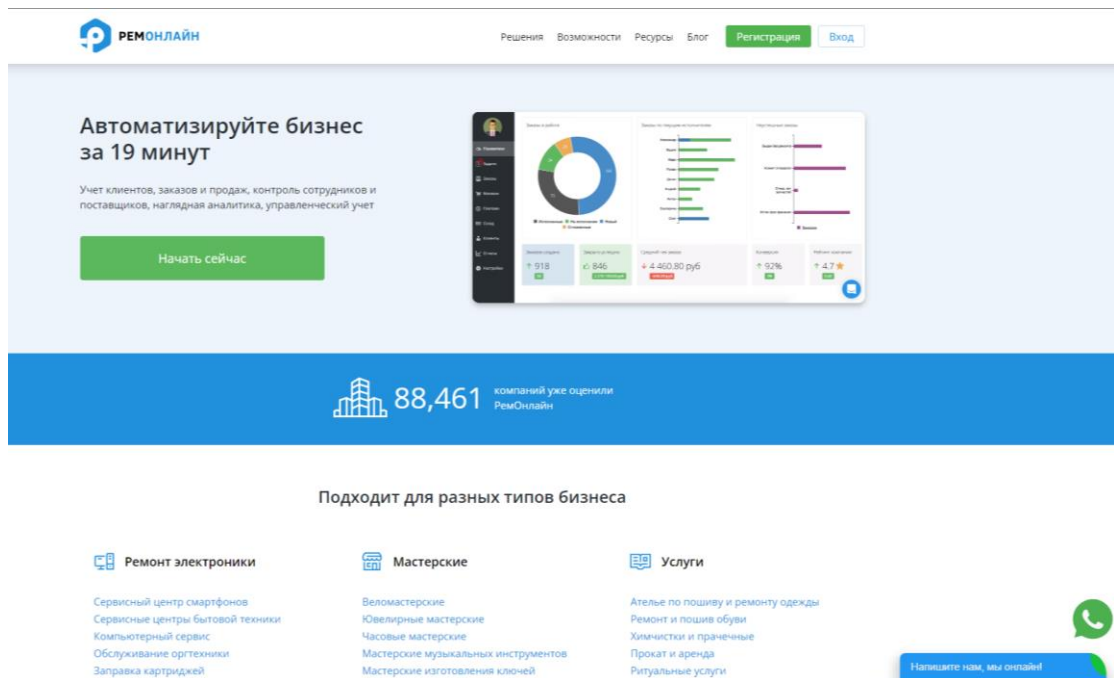 РЕМОНЛАЙН
Решения Возможности Ресурсы Блог Регистрация Вход
Автоматизируйте бизнес
за 19 минут
Учет клиентов, заказов и продаж, контроль сотрудников и
поставщиков, наглядная аналитика, управленческий учет
Начать сейчас
Заказы в работе
918
846
4 460.80 руб
92%
4.7
88,461
компаний уже оценили
РемОнлайн
Подходит для разных типов бизнеса
Ремонт электроники
Мастерские
Услуги
Сервисный центр смартфонов
Веломастерские
Ателье по пошиву и ремонту одежды
Сервисные центры бытовой техники
Ювелирные мастерские
Ремонт и пошив обуви
Компьютерный сервис
Часовые мастерские
Химчистки и прачечные
Обслуживание оргтехники
Мастерские музыкальных инструментов
Прокат и аренда
Заправка картриджей
Мастерские изготовления ключей
Ритуальные услуги
Напишите нам, мы онлайн!